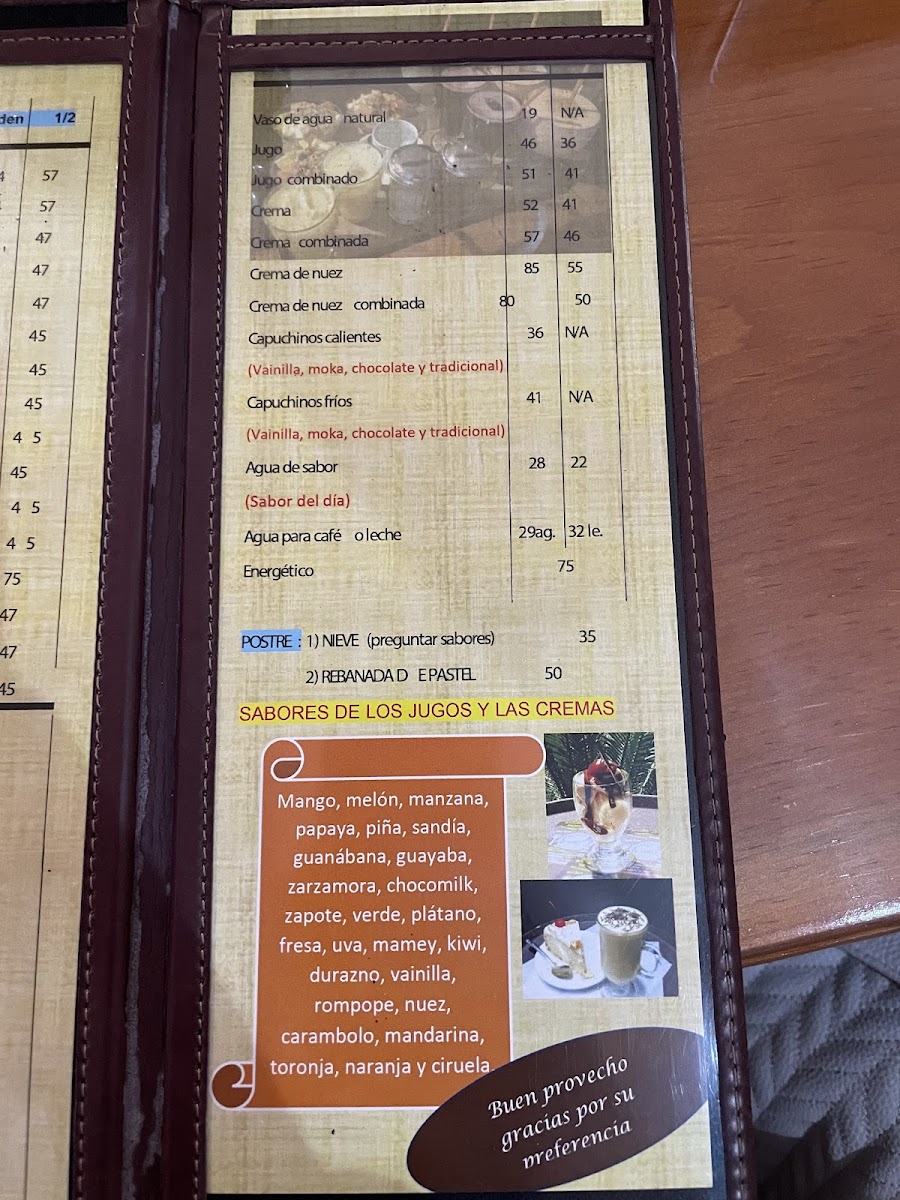 den 1/2
57
57
47
47
47
45
45
45
4 5
45
4 5
4 5
75
47
47
45
Vaso de agua natural 19 N/A
Jugo 46 36
Jugo combinado 51 41
Crema 52 41
Crema combinada 57 46
Crema de nuez 85 55
Crema de nuez combinada 80 50
Capuchinos calientes 36 N/A
(Vainilla, moka, chocolate y tradicional)
Capuchinos fríos 41 N/A
(Vainilla, moka, chocolate y tradicional)
Agua de sabor 28 22
(Sabor del día)
Agua para café o leche 29ag. 32 le.
Energético 75
POSTRE : 1) NIEVE (preguntar sabores) 35
2) REBANADA D E PASTEL 50
SABORES DE LOS JUGOS Y LAS CREMAS
Mango, melón, manzana,
papaya, piña, sandía,
guanábana, guayaba,
zarzamora, chocomilk,
zapote, verde, plátano,
fresa, uva, mamey, kiwi,
durazno, vainilla,
rompope, nuez,
carambolo, mandarina,
toronja, naranja y ciruela.
Buen provecho
gracias por su
preferencia